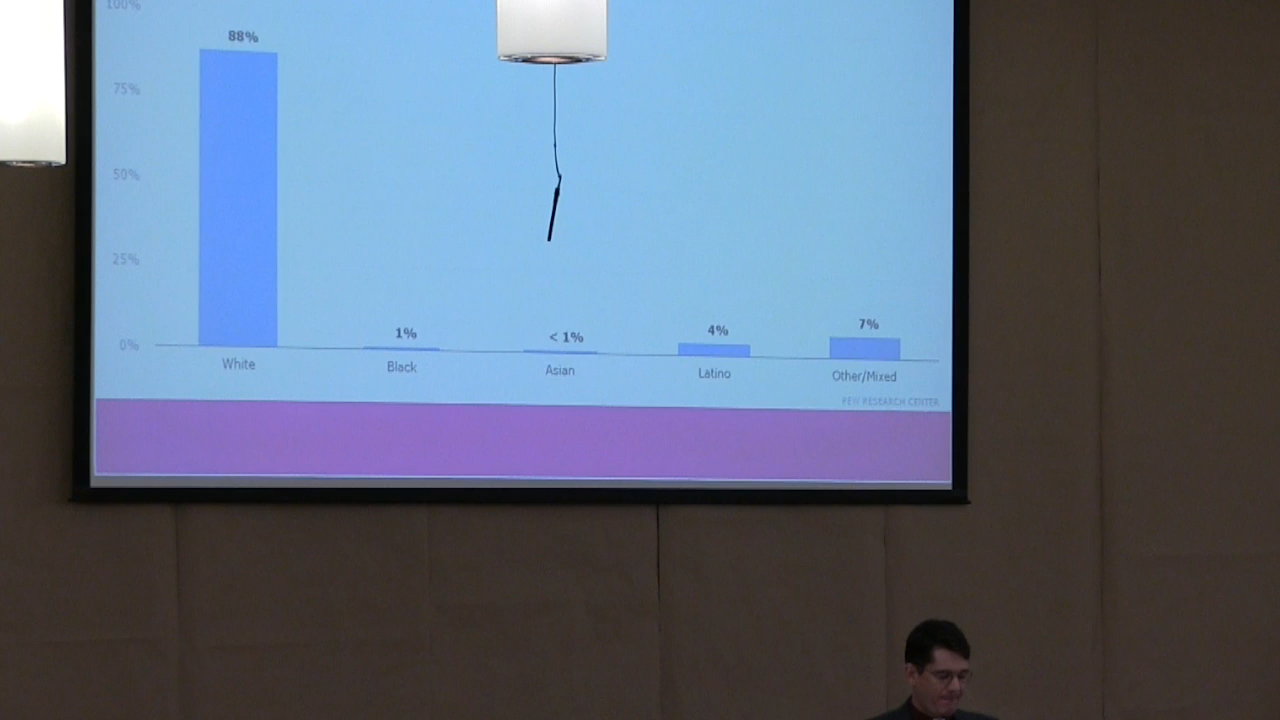 100%
88%
75%
50%
25%
0%
1%
< 1%
4%
7%
White
Black
Asian
Latino
Other/Mixed
PEW RESEARCH CENTER